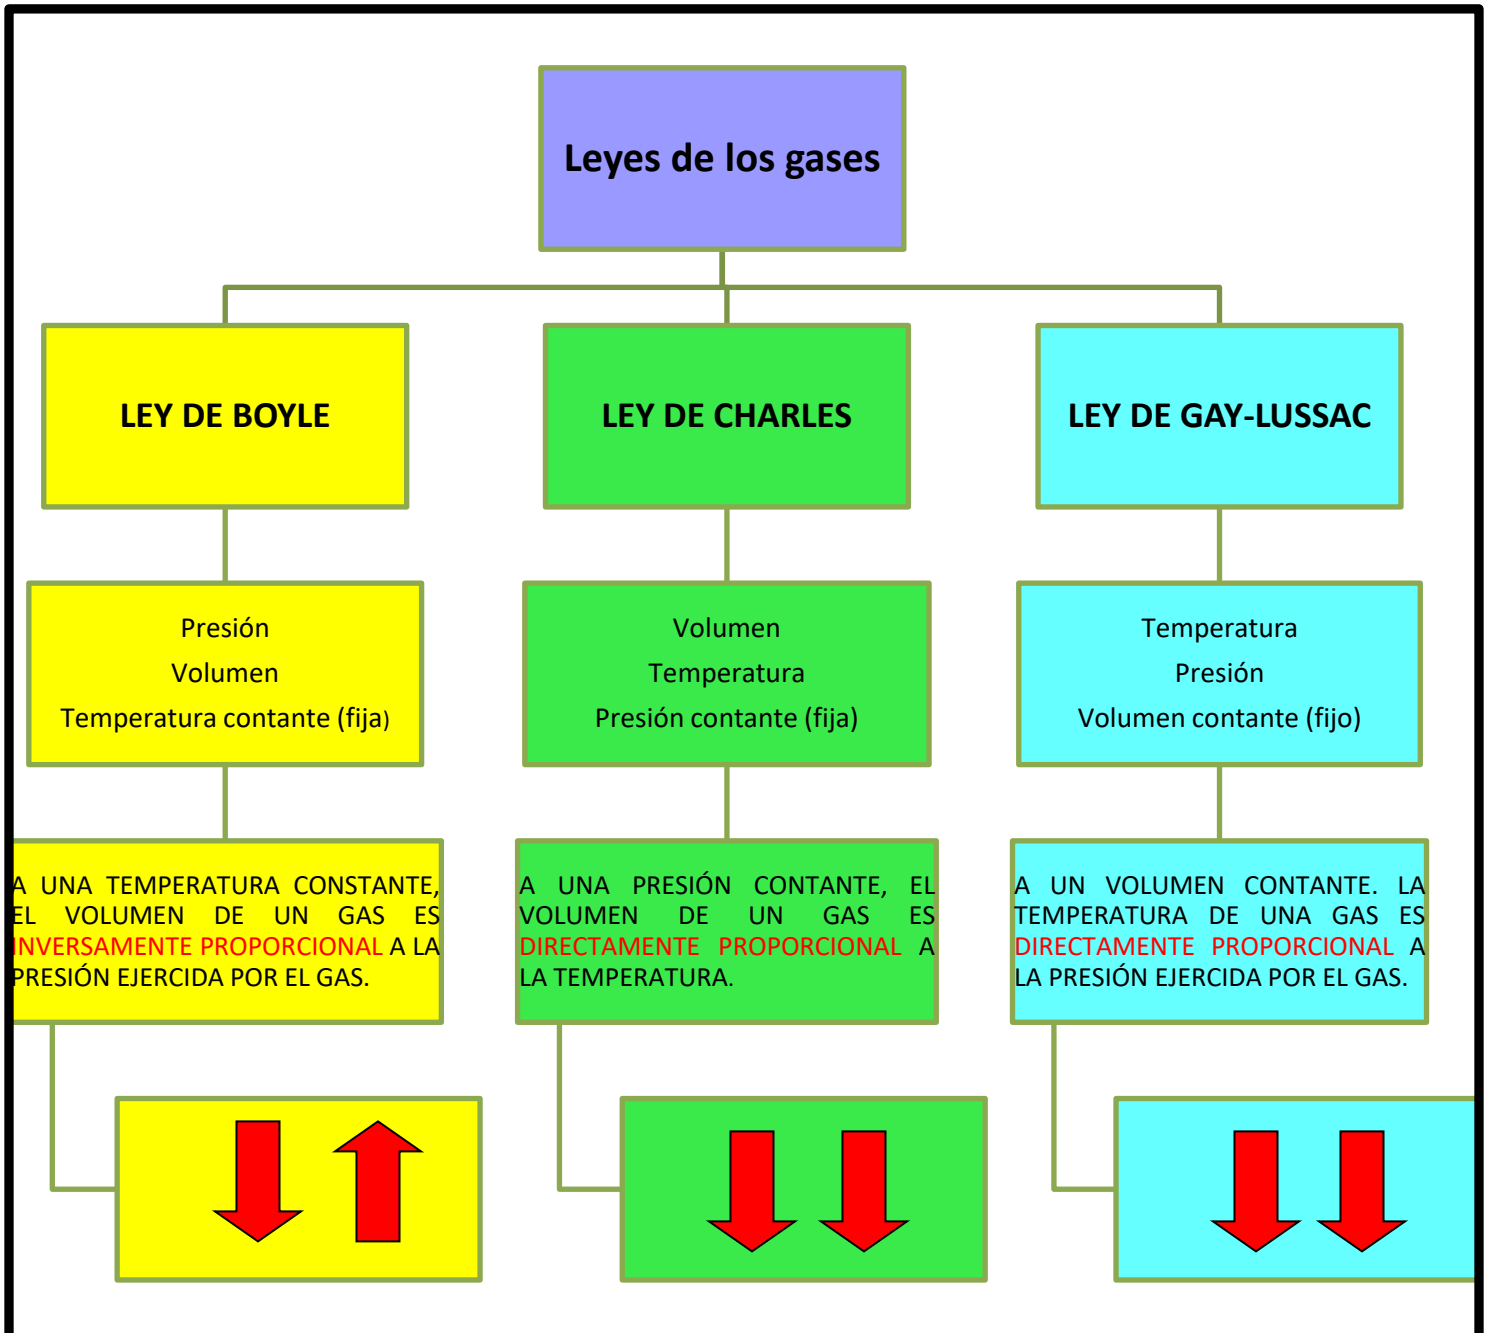 Leyes de los gases
LEY DE BOYLE
LEY DE CHARLES
LEY DE GAY-LUSSAC
Presión
Volumen
Temperatura contante (fija)
Volumen
Temperatura
Presión contante (fija)
Temperatura
Presión
Volumen contante (fijo)
A UNA TEMPERATURA CONSTANTE,
EL VOLUMEN DE UN GAS ES
INVERSAMENTE PROPORCIONAL A LA
PRESIÓN EJERCIDA POR EL GAS.
A UNA PRESIÓN CONTANTE, EL
VOLUMEN DE UN GAS ES
DIRECTAMENTE PROPORCIONAL A
LA TEMPERATURA.
A UN VOLUMEN CONTANTE. LA
TEMPERATURA DE UNA GAS ES
DIRECTAMENTE PROPORCIONAL A
LA PRESIÓN EJERCIDA POR EL GAS.